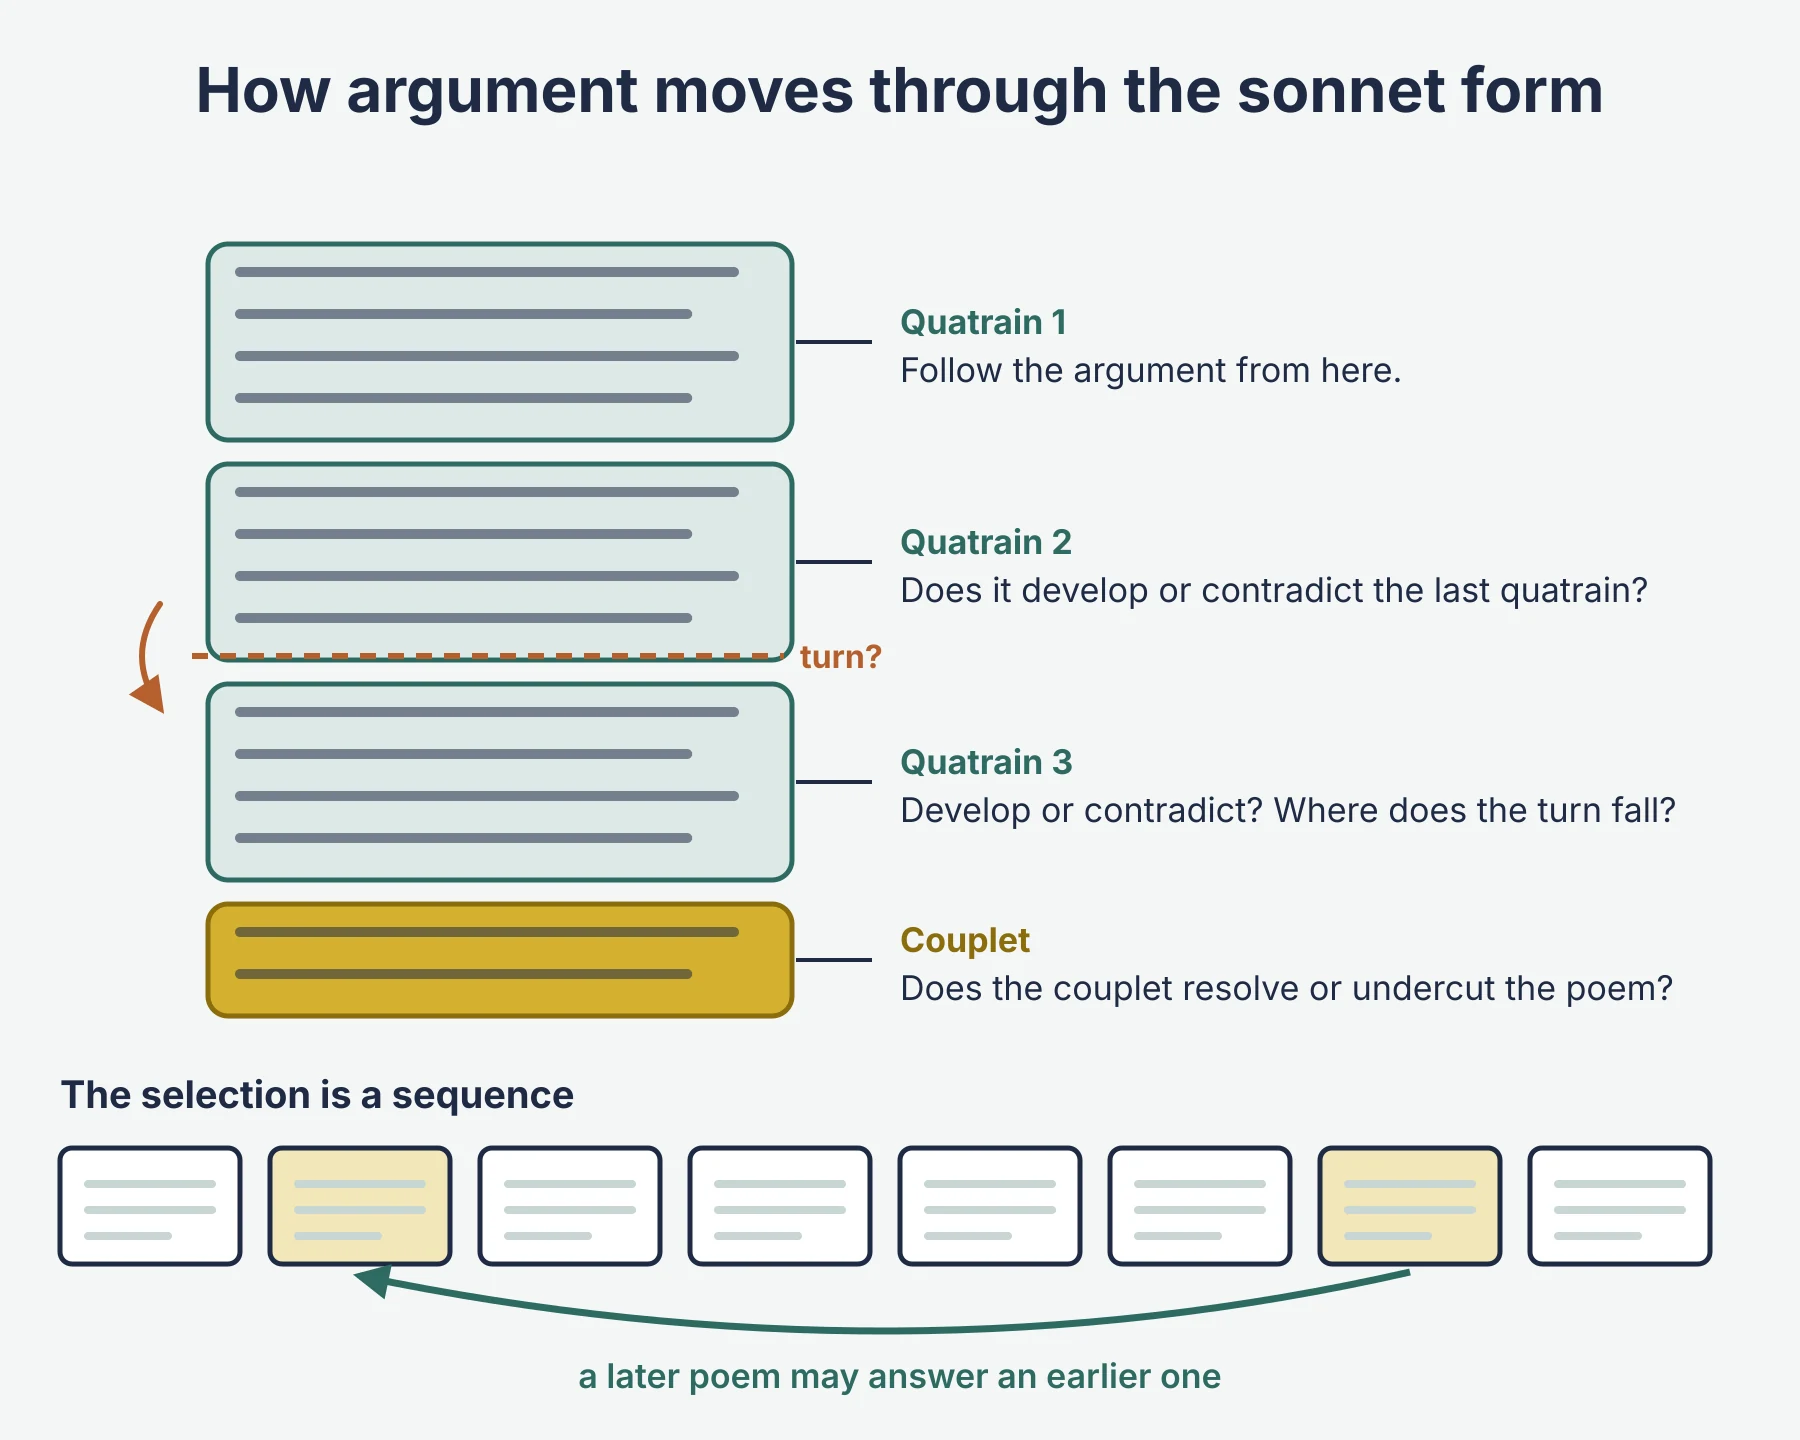 How argument moves through the sonnet form
Quatrain 1
Follow the argument from here.
Quatrain 2
Does it develop or contradict the last quatrain?
turn?
Quatrain 3
Develop or contradict? Where does the turn fall?
Couplet
Does the couplet resolve or undercut the poem?
The selection is a sequence
a later poem may answer an earlier one